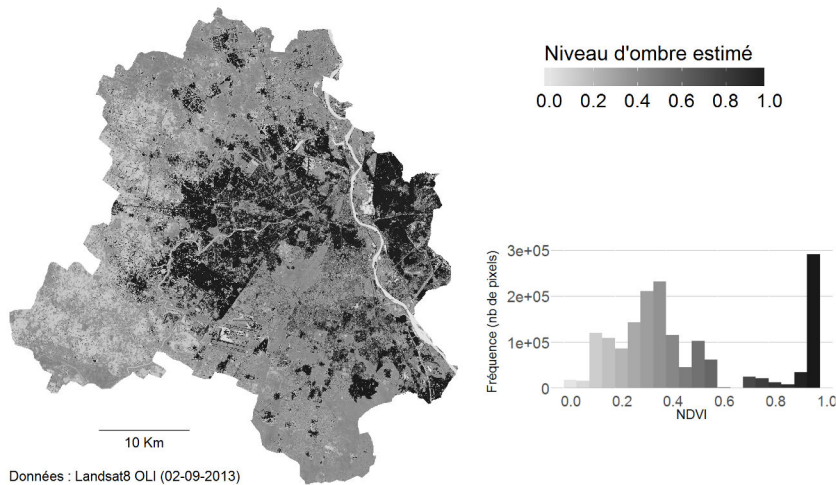 Niveau d'ombre estimé
0.0 0.2 0.4 0.6 0.8 1.0
Fréquence (nb de pixels)
3e+05
2e+05
1e+05
0
0.0 0.2 0.4 0.6 0.8 1.0
NDVI
10 Km
Données : Landsat8 OLI (02-09-2013)